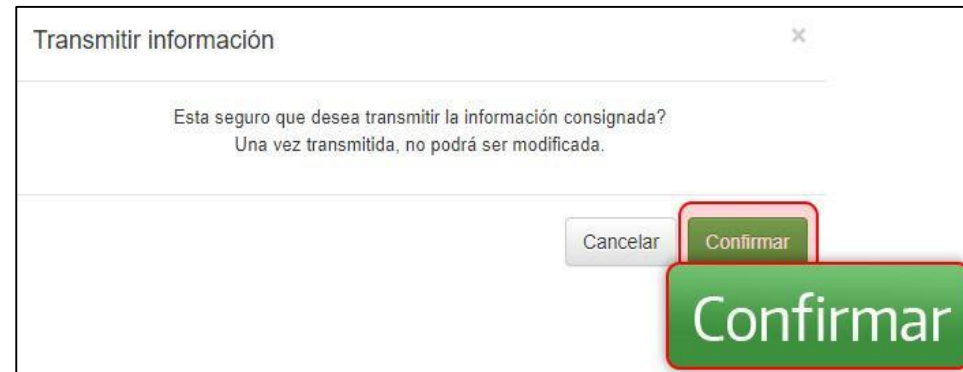 Transmitir información ×
Esta seguro que desea transmitir la información consignada?
Una vez transmitida, no podrá ser modificada.
Cancelar Confirmar
Confirmar